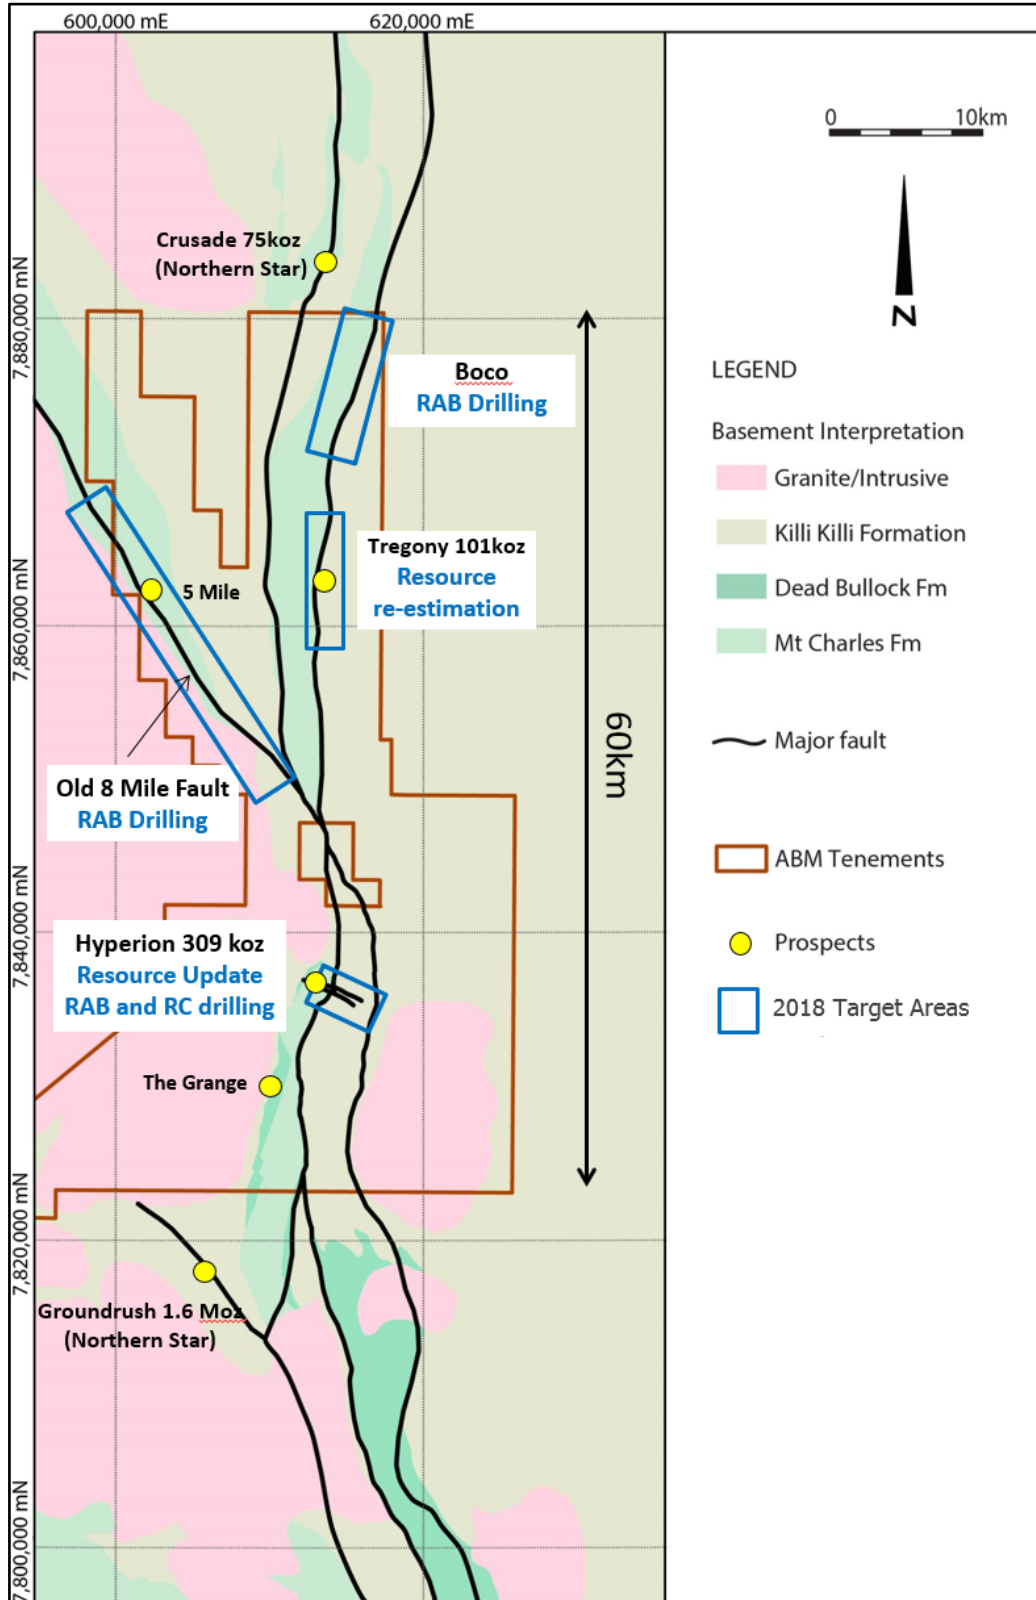 600,000 mE
620,000 mE
0
10km
Crusade 75koz
(Northern Star)
N
7,880,000 mN
Boco
RAB Drilling
LEGEND
Basement Interpretation
Granite/Intrusive
Killi Killi Formation
Dead Bullock Fm
Mt Charles Fm
Major fault
ABM Tenements
Prospects
2018 Target Areas
Tregony 101koz
Resource
re-estimation
5 Mile
7,860,000 mN
60km
Old 8 Mile Fault
RAB Drilling
7,840,000 mN
Hyperion 309 koz
Resource Update
RAB and RC drilling
The Grange
7,820,000 mN
Groundrush 1.6 Moz
(Northern Star)
7,800,000 mN